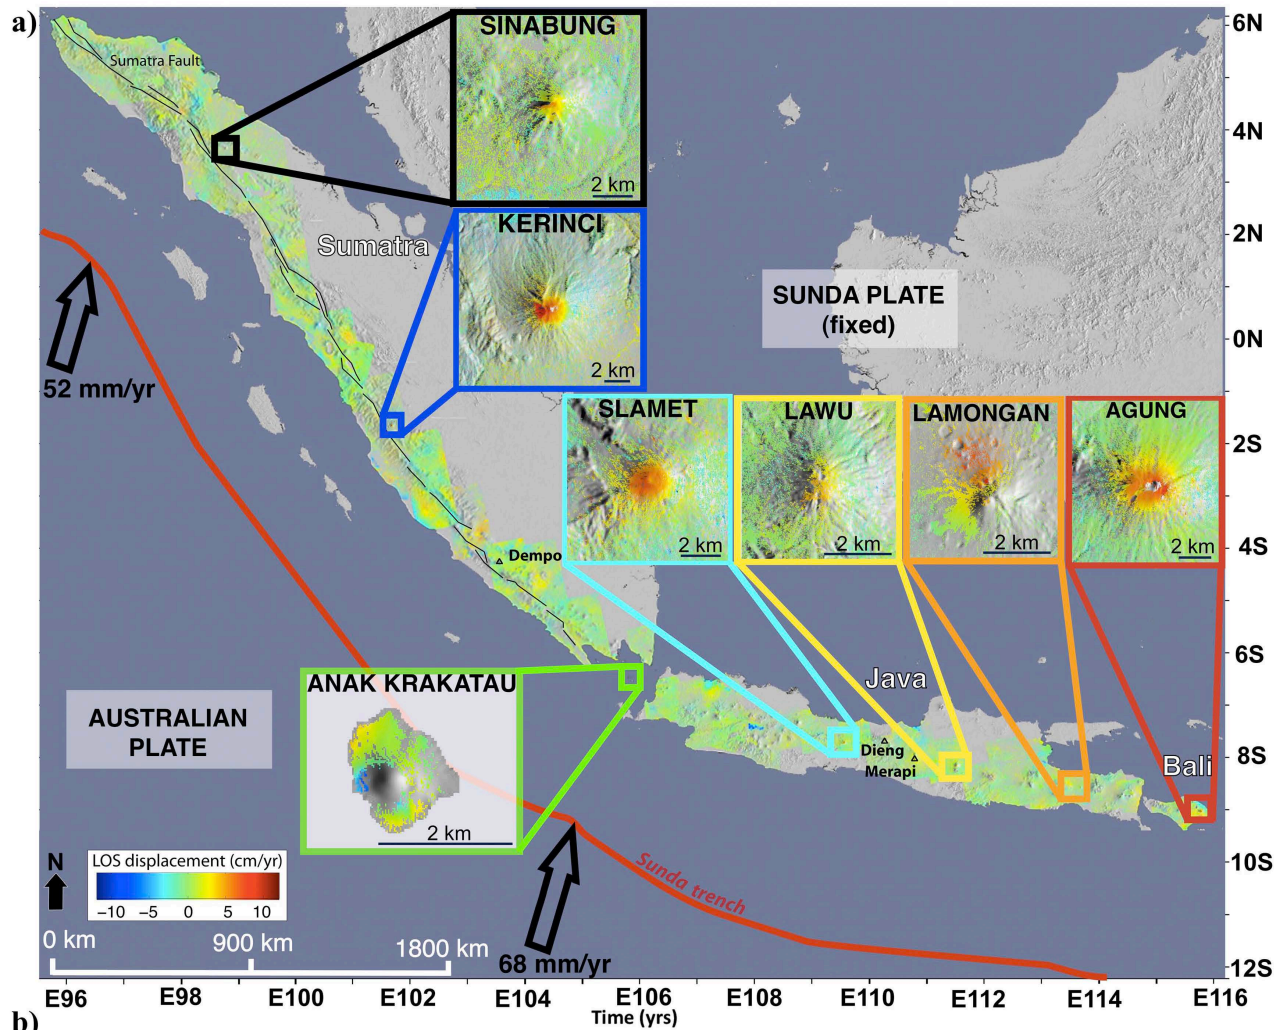 a)
6N
SINABUNG
Sumatra Fault
4N
2 km
KERINCI
2N
Sumatra
SUNDA PLATE
(fixed)
0N
2 km
52 mm/yr
SLAMET
LAWU
LAMONGAN
AGUNG
2S
2 km
2 km
2 km
2 km
4S
Dempo
6S
ANAK KRAKATAU
Java
AUSTRALIAN
PLATE
Dieng
8S
Merapi
Bali
2 km
LOS displacement (cm/yr)
−10 −5 0 5 10
N
Sunda trench
10S
0 km 900 km 1800 km
68 mm/yr
12S
E96 E98 E100 E102 E104 E106 E108 E110 E112 E114 E116
Time (yrs)
b)